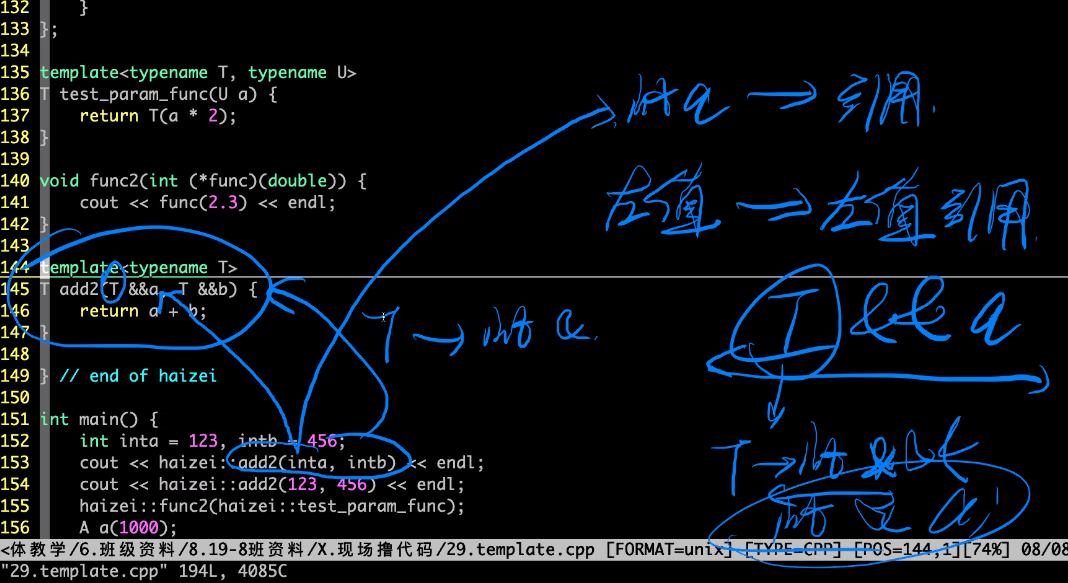 132     }
133 };
134
135 template<typename T, typename U>
136 T test_param_func(U a) {
137     return T(a * 2);
138 }
139
140 void func2(int (*func)(double)) {
141     cout << func(2.3) << endl;
142 }
143
144 template<typename T>
145 T add2(T &&a, T &&b) {
146     return a + b;
147 }
148
149 } // end of haizei
150
151 int main() {
152     int inta = 123, intb = 456;
153     cout << haizei::add2(inta, intb) << endl;
154     cout << haizei::add2(123, 456) << endl;
155     haizei::func2(haizei::test_param_func);
156     A a(1000);
<体教学/6.班级资料/8.19-8班资料/X.现场撸代码/29.template.cpp [FORMAT=unix] [TYPE=CPP] [POS=144,1][74%] 08/08
"29.template.cpp" 194L, 4085C
int a → 引用.
左值 → 左值引用.
T → int &.
T && a
T → int &
int & a